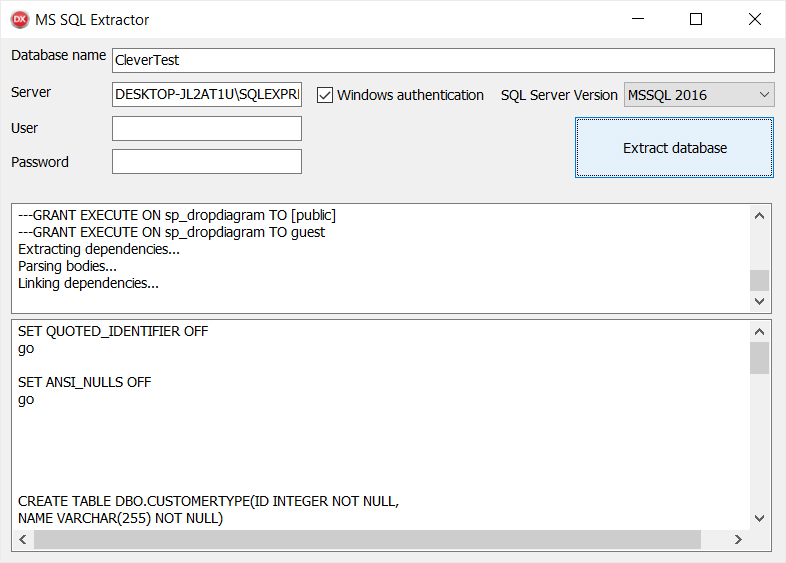 DX MS SQL Extractor
Database name CleverTest
Server DESKTOP-JL2AT1U\SQLEXPRI Windows authentication SQL Server Version MSSQL 2016
User
Extract database
Password
---GRANT EXECUTE ON sp_dropdiagram TO [public]
---GRANT EXECUTE ON sp_dropdiagram TO guest
Extracting dependencies...
Parsing bodies...
Linking dependencies...
SET QUOTED_IDENTIFIER OFF
go
SET ANSI_NULLS OFF
go
CREATE TABLE DBO.CUSTOMERTYPE(ID INTEGER NOT NULL,
NAME VARCHAR(255) NOT NULL)